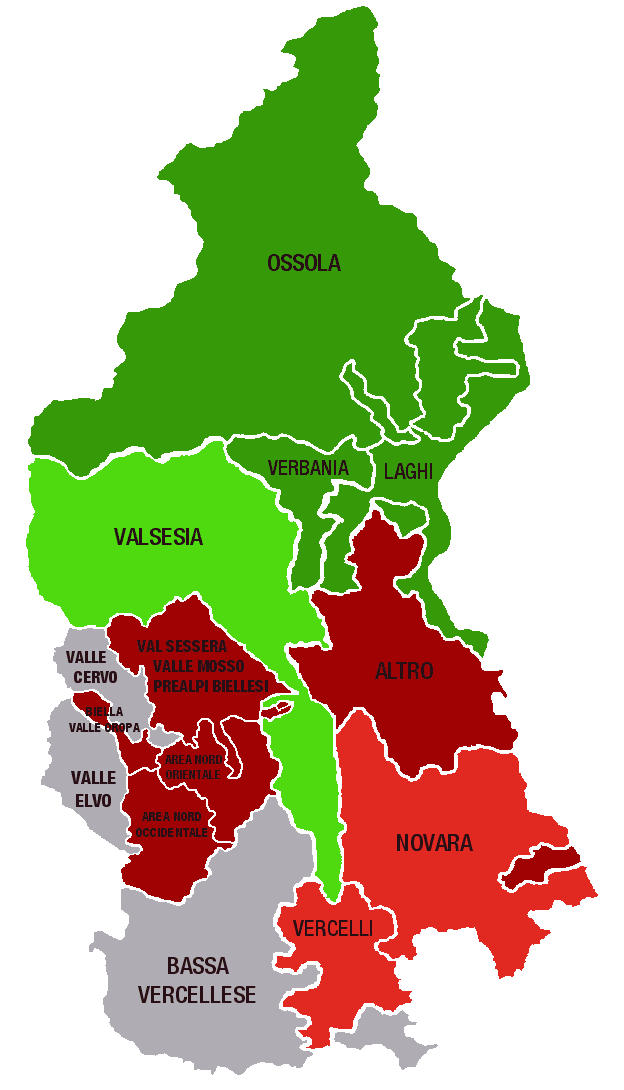 OSSOLA
VERBANIA
LAGHI
VALSESIA
VAL SESSERA
VALLE MOSSO
PREALPI BIELLESI
VALLE
CERVO
ALTRO
BIELLA
VALLE OROPA
AREA NORD
ORIENTALE
VALLE
ELVO
AREA NORD
OCCIDENTALE
NOVARA
VERCELLI
BASSA
VERCELLESE